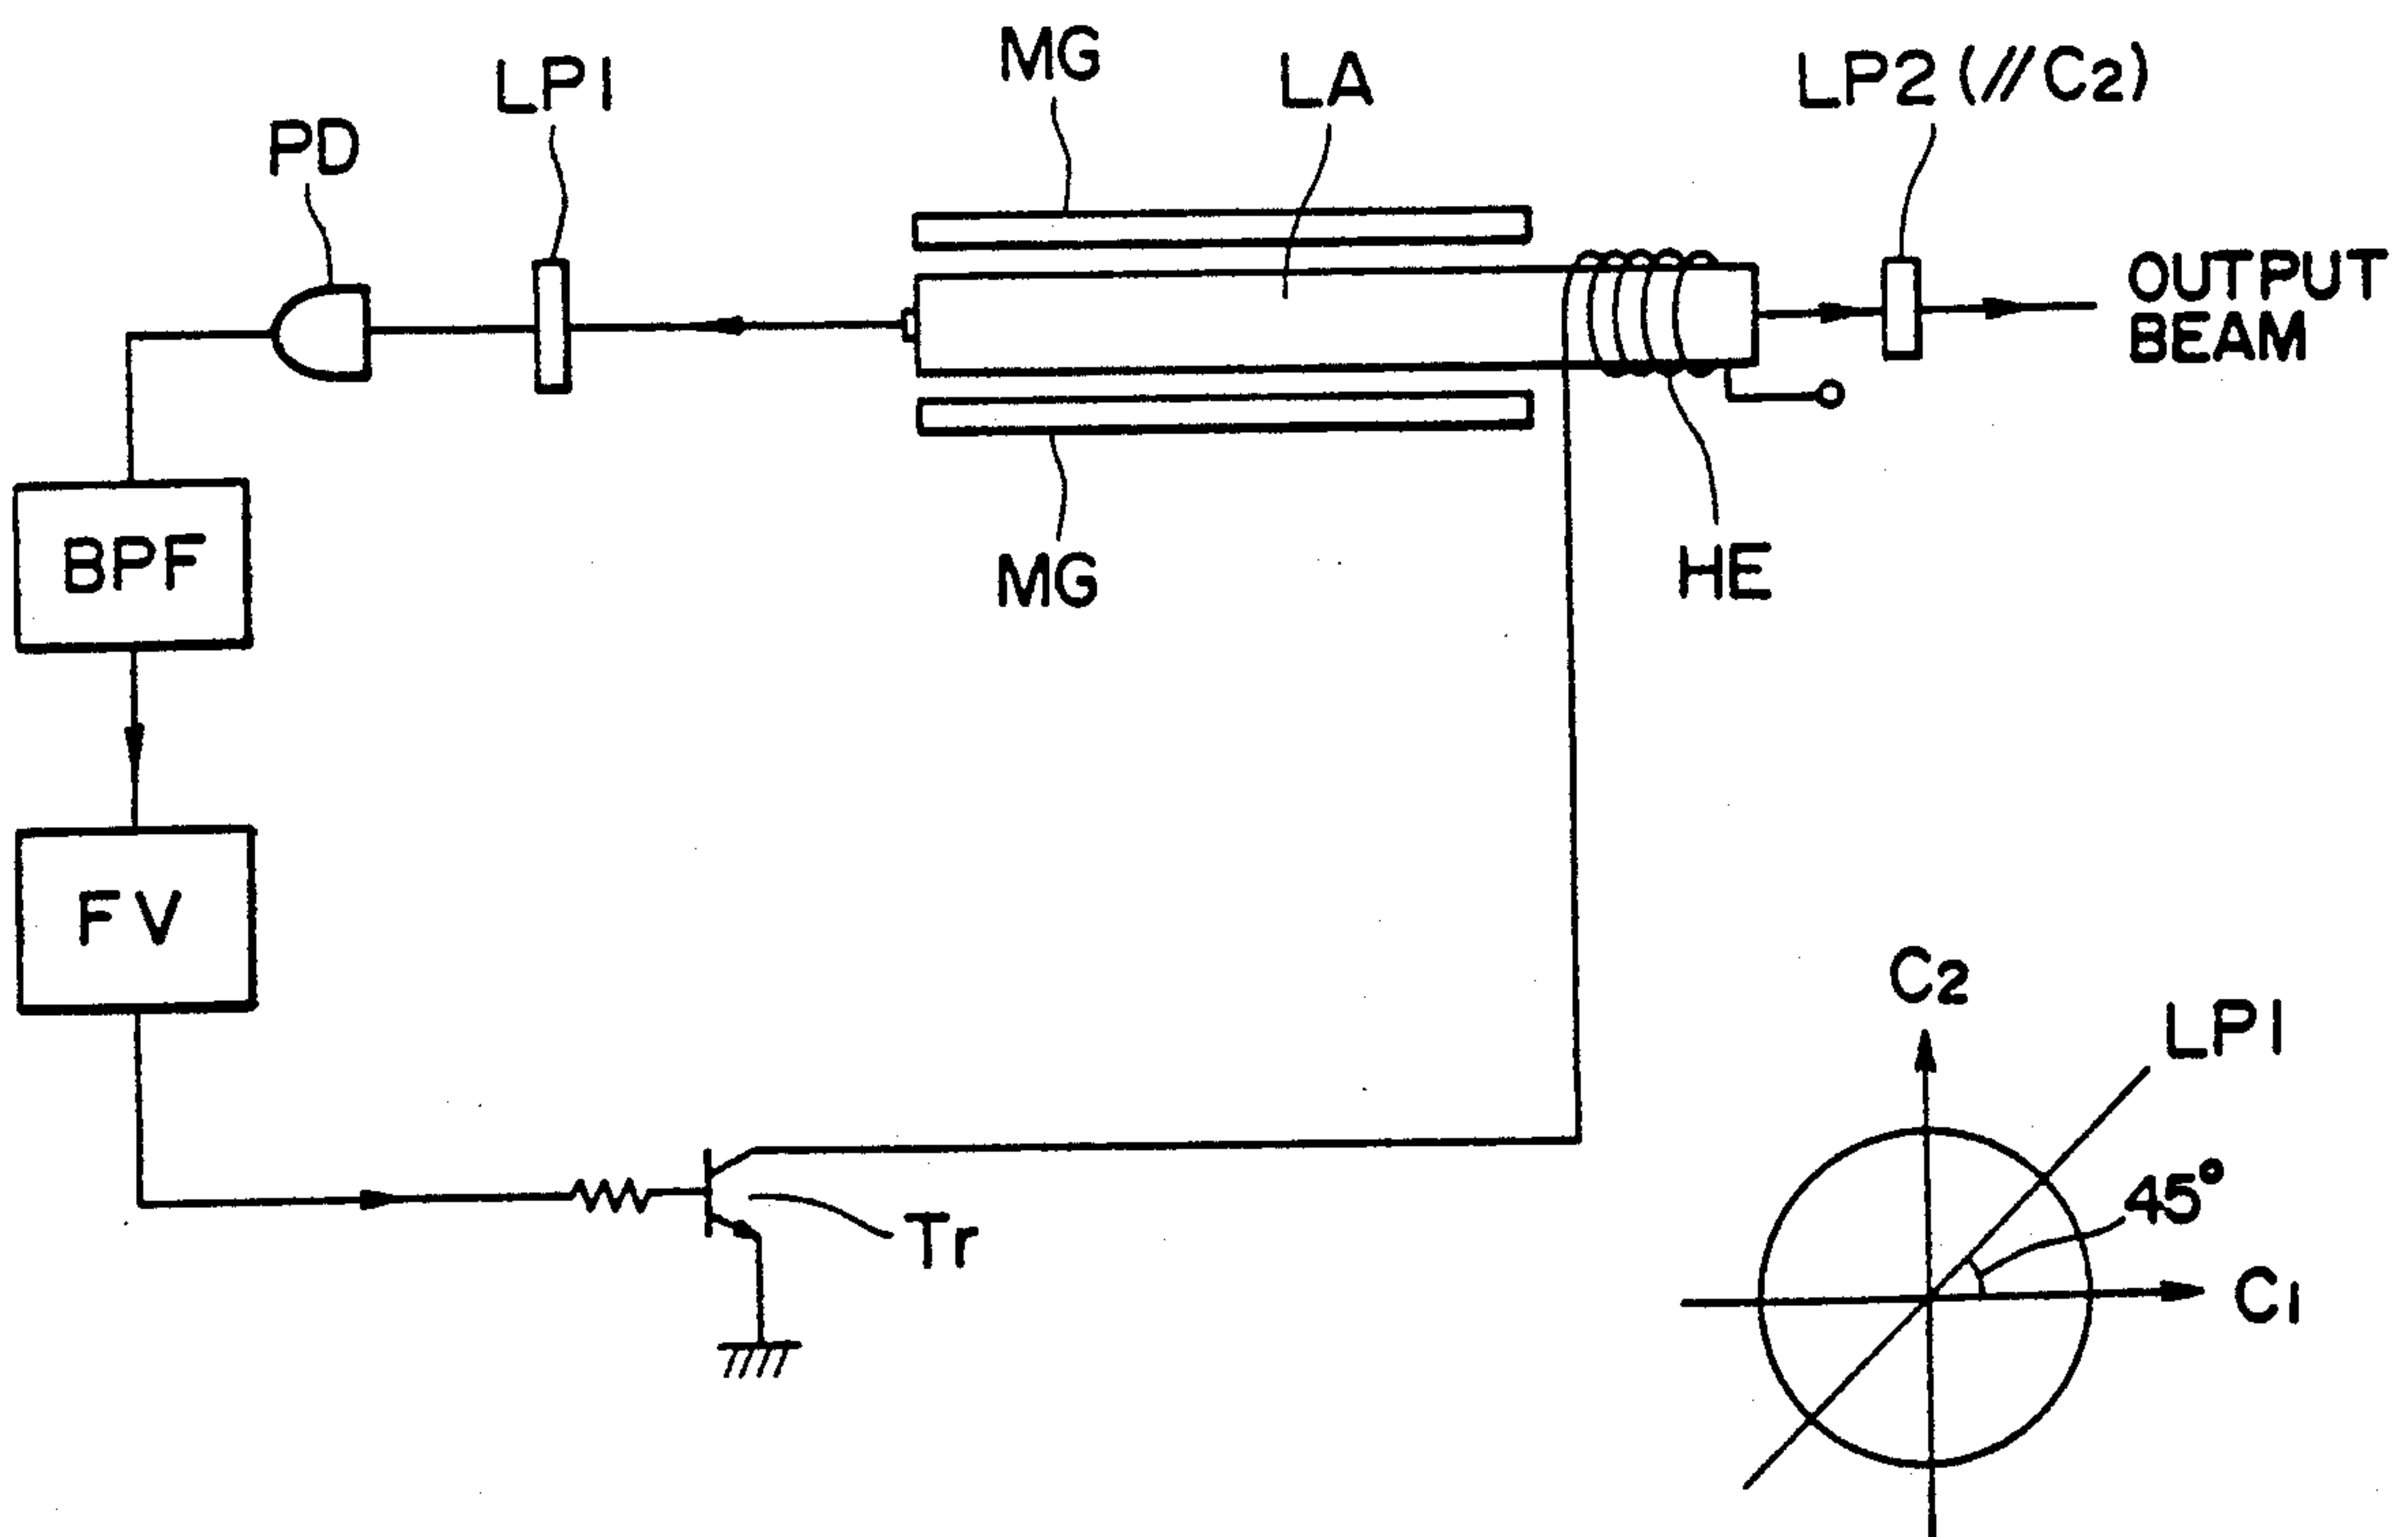 MG
LA
LP2 (//C2)
LP1
PD
OUTPUT
BEAM
BPF
MG
HE
FV
C2
LP1
45°
Tr
C1